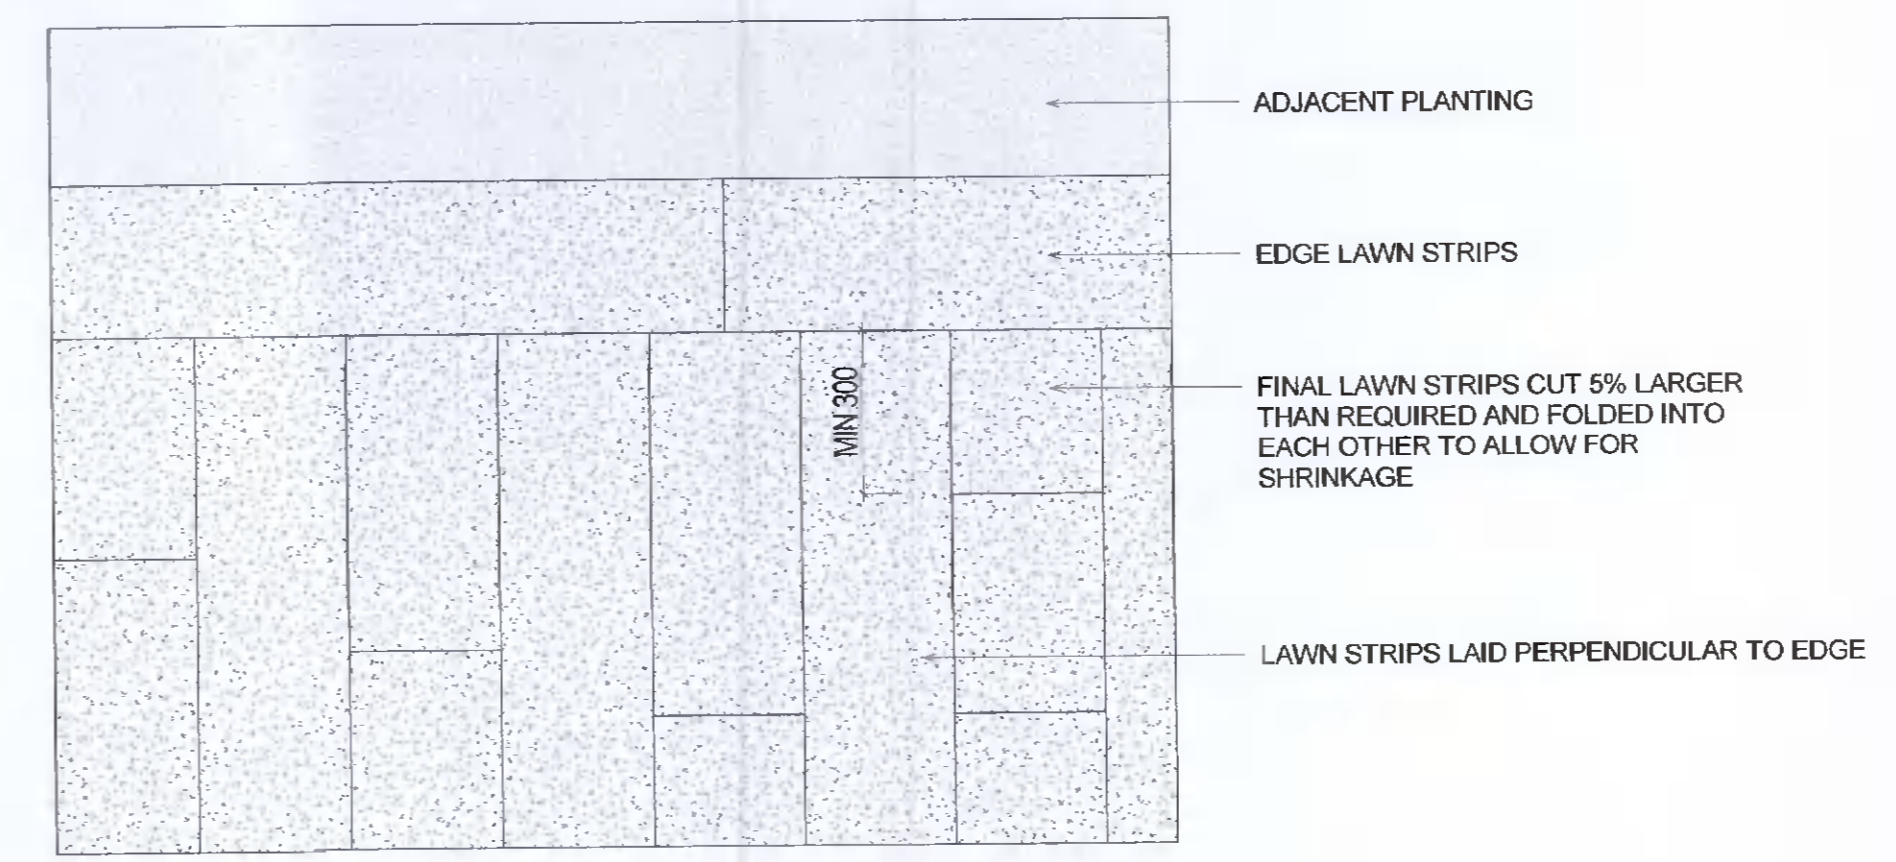 ADJACENT PLANTING
EDGE LAWN STRIPS
MIN 300
FINAL LAWN STRIPS CUT 5% LARGER
THAN REQUIRED AND FOLDED INTO
EACH OTHER TO ALLOW FOR
SHRINKAGE
LAWN STRIPS LAID PERPENDICULAR TO EDGE